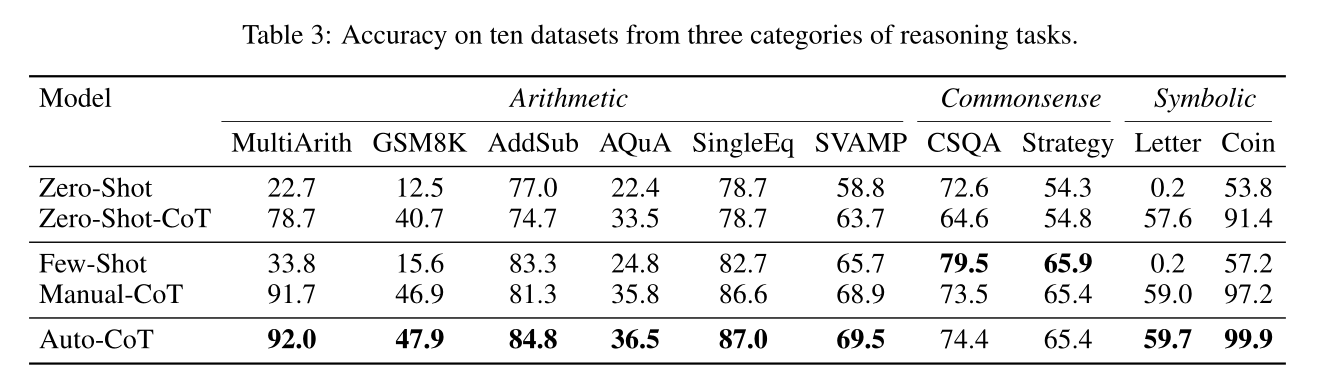 Table 3: Accuracy on ten datasets from three categories of reasoning tasks.
Model Arithmetic Commonsense Symbolic
MultiArith GSM8K AddSub AQuA SingleEq SVAMP CSQA Strategy Letter Coin
Zero-Shot 22.7 12.5 77.0 22.4 78.7 58.8 72.6 54.3 0.2 53.8
Zero-Shot-CoT 78.7 40.7 74.7 33.5 78.7 63.7 64.6 54.8 57.6 91.4
Few-Shot 33.8 15.6 83.3 24.8 82.7 65.7 79.5 65.9 0.2 57.2
Manual-CoT 91.7 46.9 81.3 35.8 86.6 68.9 73.5 65.4 59.0 97.2
Auto-CoT 92.0 47.9 84.8 36.5 87.0 69.5 74.4 65.4 59.7 99.9